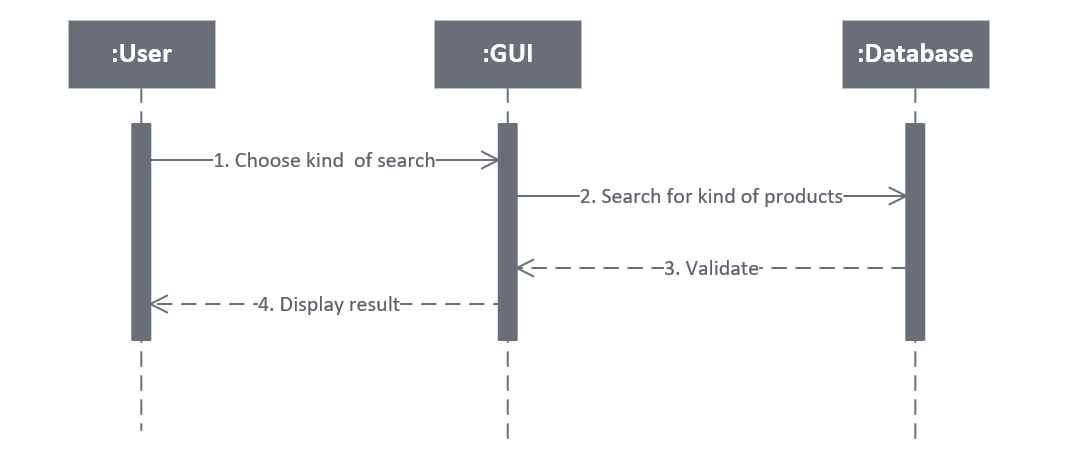 :User
:GUI
:Database
1. Choose kind  of search
2. Search for kind of products
3. Validate
4. Display result